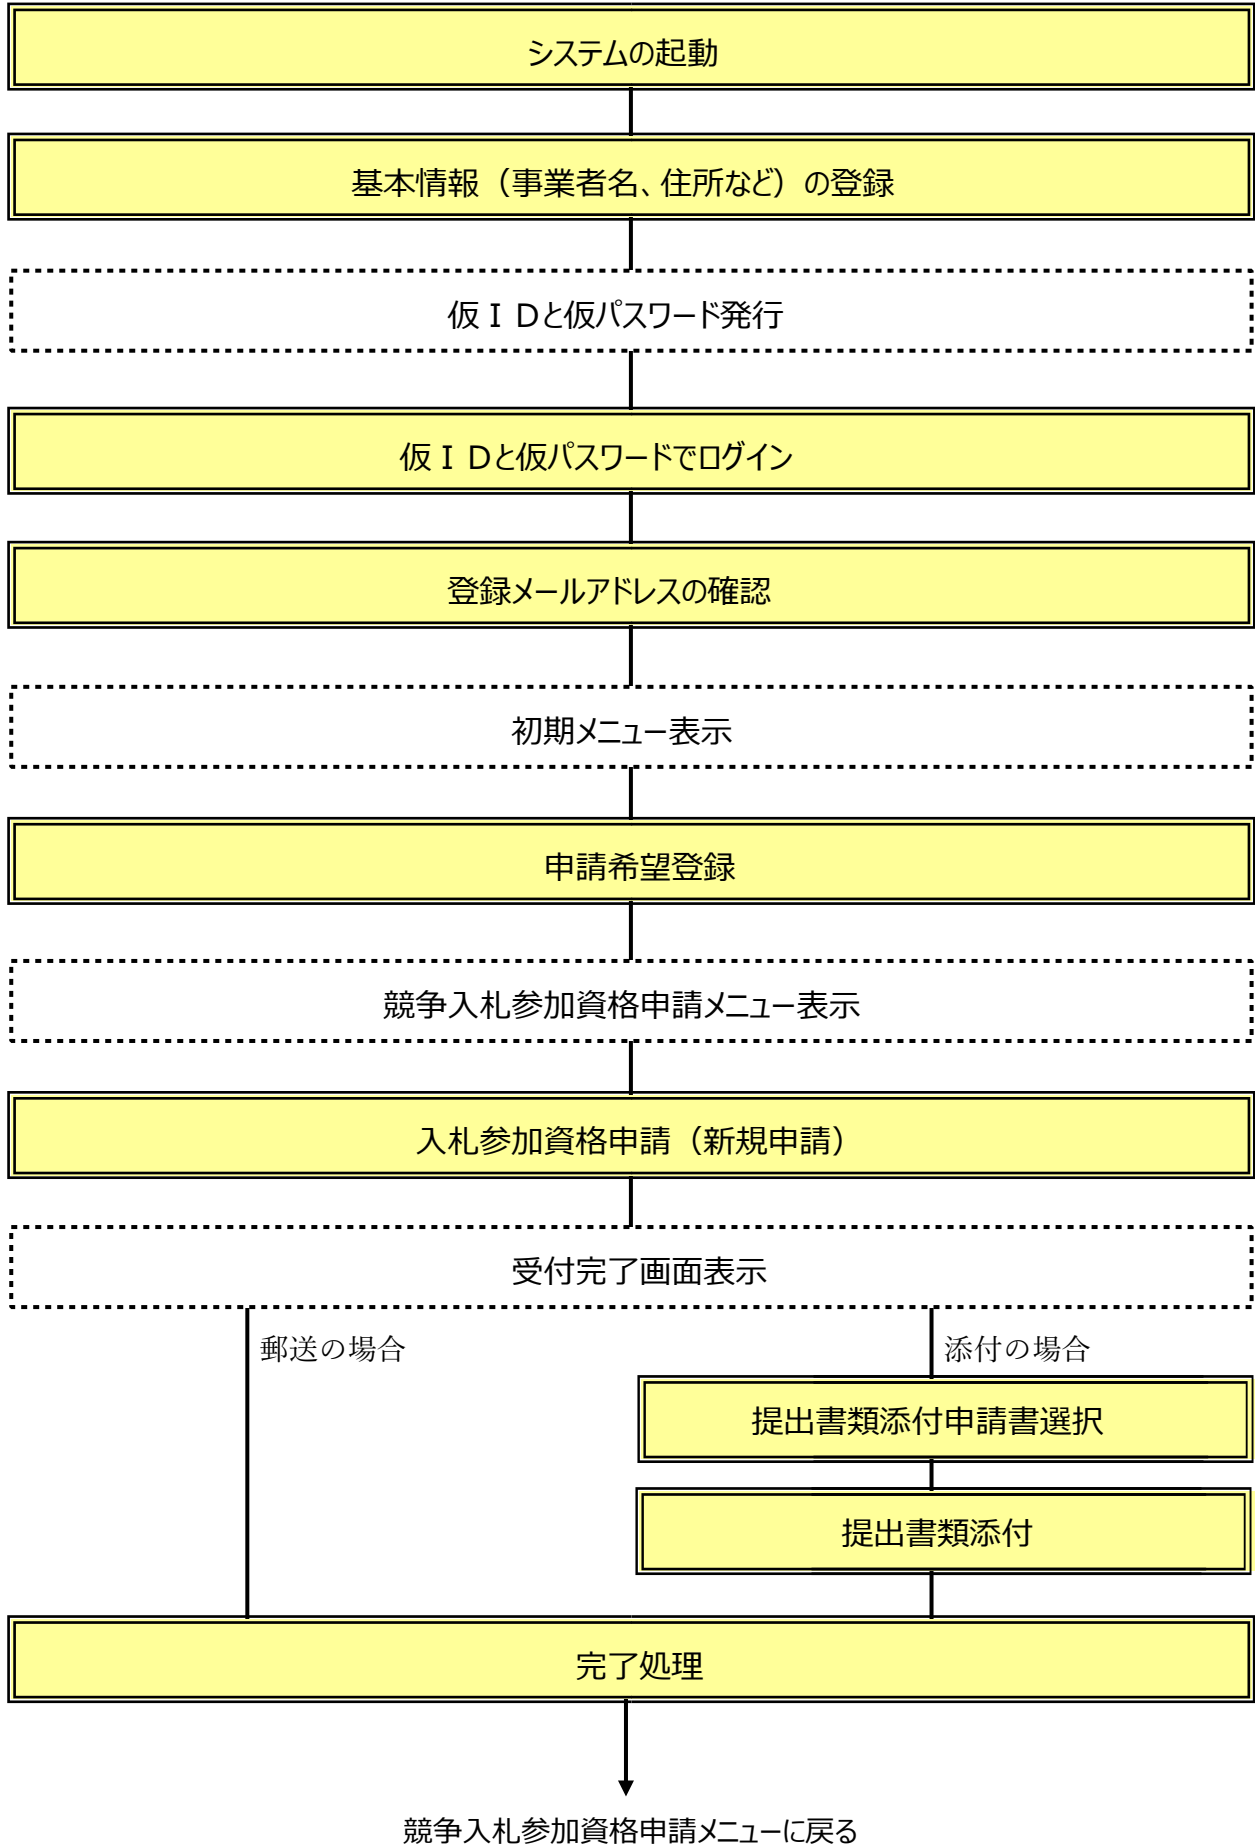 システムの起動
基本情報（事業者名、住所など）の登録
仮ＩＤと仮パスワード発行
仮ＩＤと仮パスワードでログイン
登録メールアドレスの確認
初期メニュー表示
申請希望登録
競争入札参加資格申請メニュー表示
入札参加資格申請（新規申請）
受付完了画面表示
郵送の場合
添付の場合
提出書類添付申請書選択
提出書類添付
完了処理
競争入札参加資格申請メニューに戻る